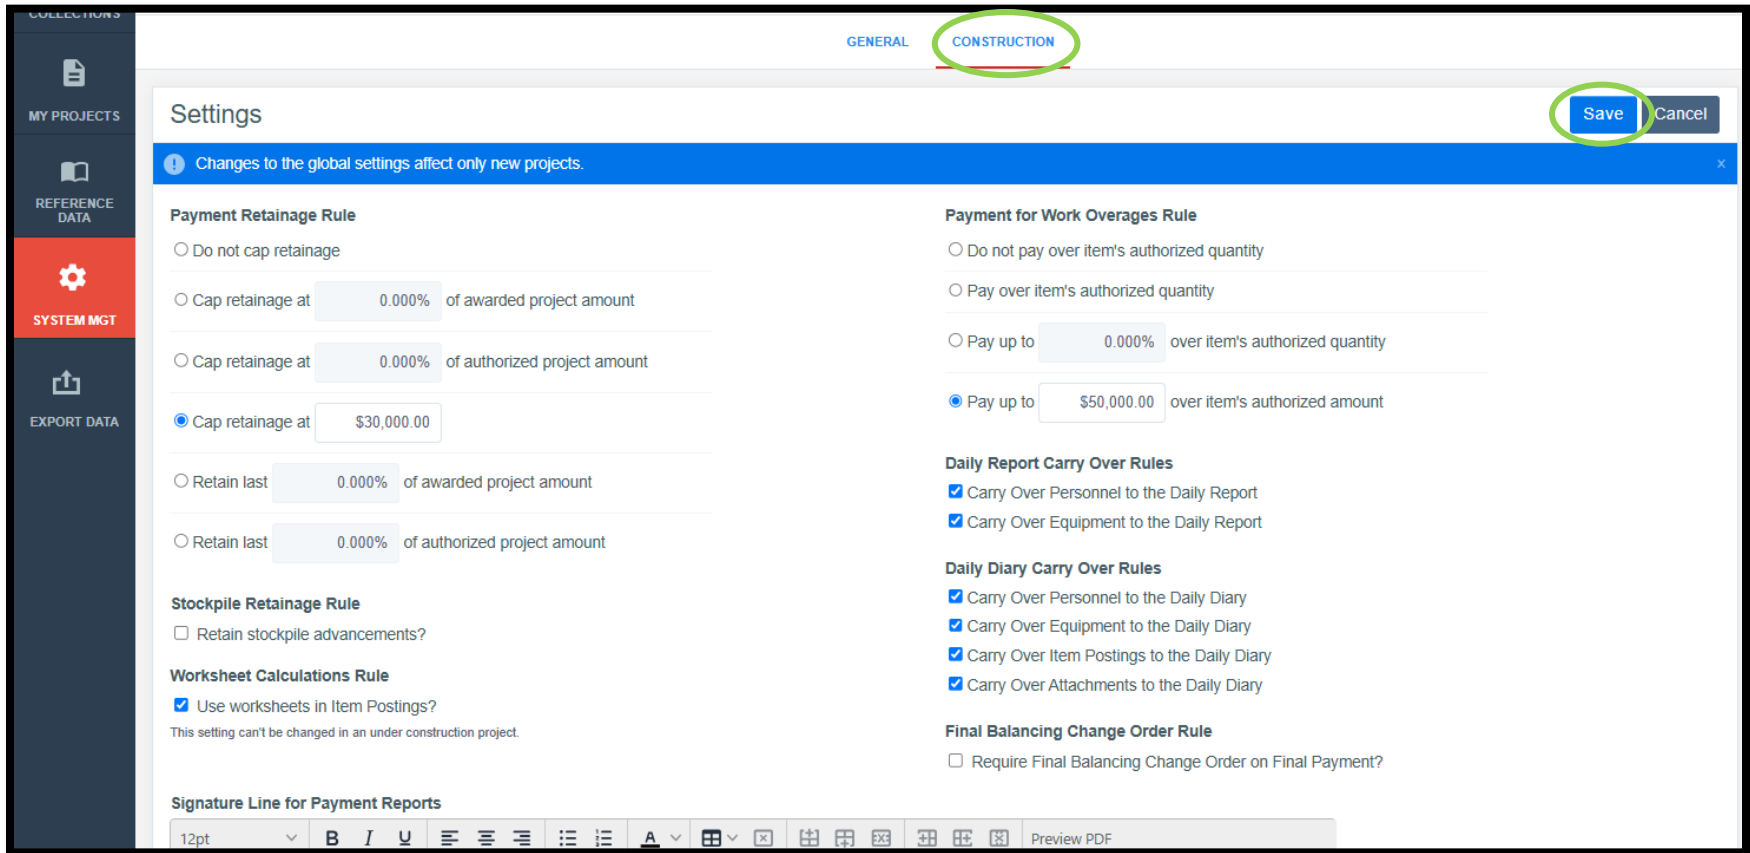 COLLECTIONS
MY PROJECTS
REFERENCE
DATA
SYSTEM MGT
EXPORT DATA
GENERAL
CONSTRUCTION
Settings
Save
Cancel
Changes to the global settings affect only new projects.
x
Payment Retainage Rule
Do not cap retainage
Cap retainage at 0.000% of awarded project amount
Cap retainage at 0.000% of authorized project amount
Cap retainage at $30,000.00
Retain last 0.000% of awarded project amount
Retain last 0.000% of authorized project amount
Stockpile Retainage Rule
Retain stockpile advancements?
Worksheet Calculations Rule
Use worksheets in Item Postings?
This setting can't be changed in an under construction project.
Payment for Work Overages Rule
Do not pay over item's authorized quantity
Pay over item's authorized quantity
Pay up to 0.000% over item's authorized quantity
Pay up to $50,000.00 over item's authorized amount
Daily Report Carry Over Rules
Carry Over Personnel to the Daily Report
Carry Over Equipment to the Daily Report
Daily Diary Carry Over Rules
Carry Over Personnel to the Daily Diary
Carry Over Equipment to the Daily Diary
Carry Over Item Postings to the Daily Diary
Carry Over Attachments to the Daily Diary
Final Balancing Change Order Rule
Require Final Balancing Change Order on Final Payment?
Signature Line for Payment Reports
12pt B I U A Preview PDF